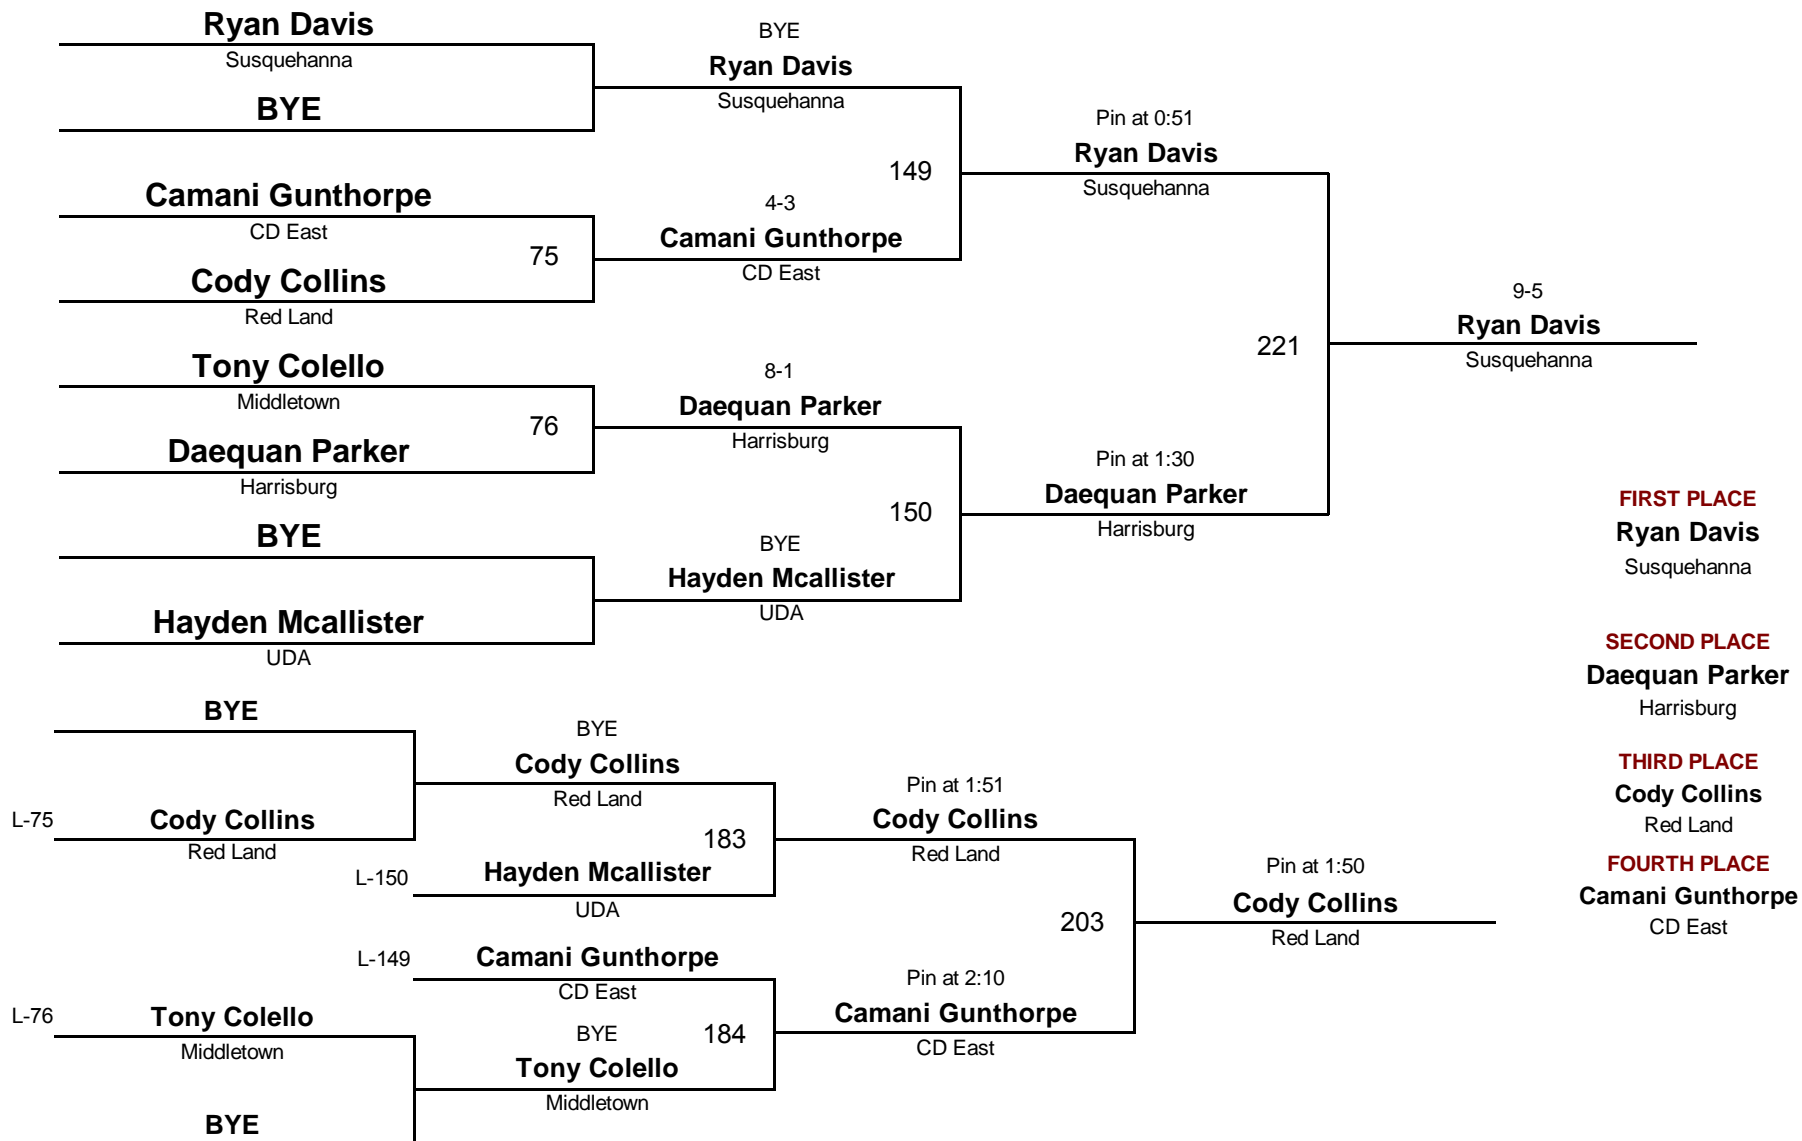 Ryan Davis
Susquehanna
BYE
Camani Gunthorpe
CD East
75
Cody Collins
Red Land
Tony Colello
Middletown
76
Daequan Parker
Harrisburg
BYE
Hayden Mcallister
UDA
BYE
Ryan Davis
Susquehanna
149
4-3
Camani Gunthorpe
CD East
8-1
Daequan Parker
Harrisburg
150
BYE
Hayden Mcallister
UDA
Pin at 0:51
Ryan Davis
Susquehanna
221
Pin at 1:30
Daequan Parker
Harrisburg
9-5
Ryan Davis
Susquehanna
FIRST PLACE
Ryan Davis
Susquehanna
SECOND PLACE
Daequan Parker
Harrisburg
THIRD PLACE
Cody Collins
Red Land
FOURTH PLACE
Camani Gunthorpe
CD East
BYE
L-75
Cody Collins
Red Land
L-76
Tony Colello
Middletown
BYE
BYE
Cody Collins
Red Land
183
L-150
Hayden Mcallister
UDA
L-149
Camani Gunthorpe
CD East
BYE
184
Tony Colello
Middletown
Pin at 1:51
Cody Collins
Red Land
203
Pin at 2:10
Camani Gunthorpe
CD East
Pin at 1:50
Cody Collins
Red Land